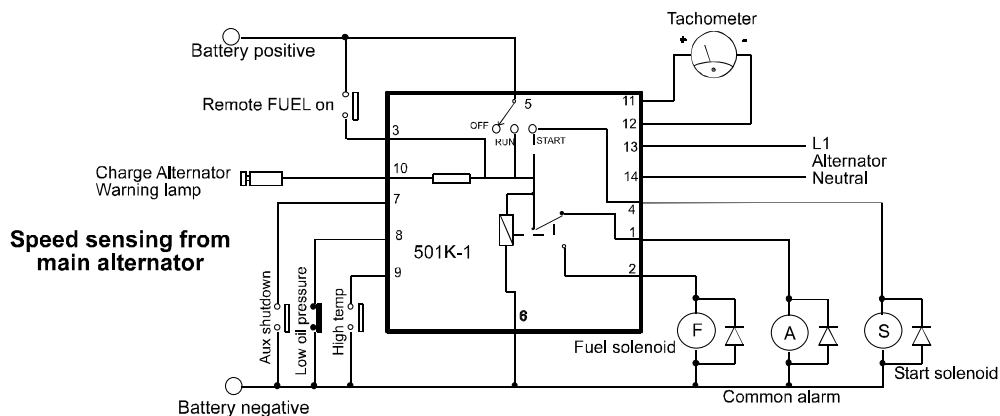 Tachometer
+ -
Battery positive
Remote FUEL on
5
OFF
RUN
START
3
10
7
8
9
11
12
13
14
4
1
2
6
L1
Alternator
Neutral
Charge Alternator
Warning lamp
Speed sensing from
main alternator
501K-1
Aux shutdown
Low oil pressure
High temp
F
A
S
Fuel solenoid
Start solenoid
Common alarm
Battery negative